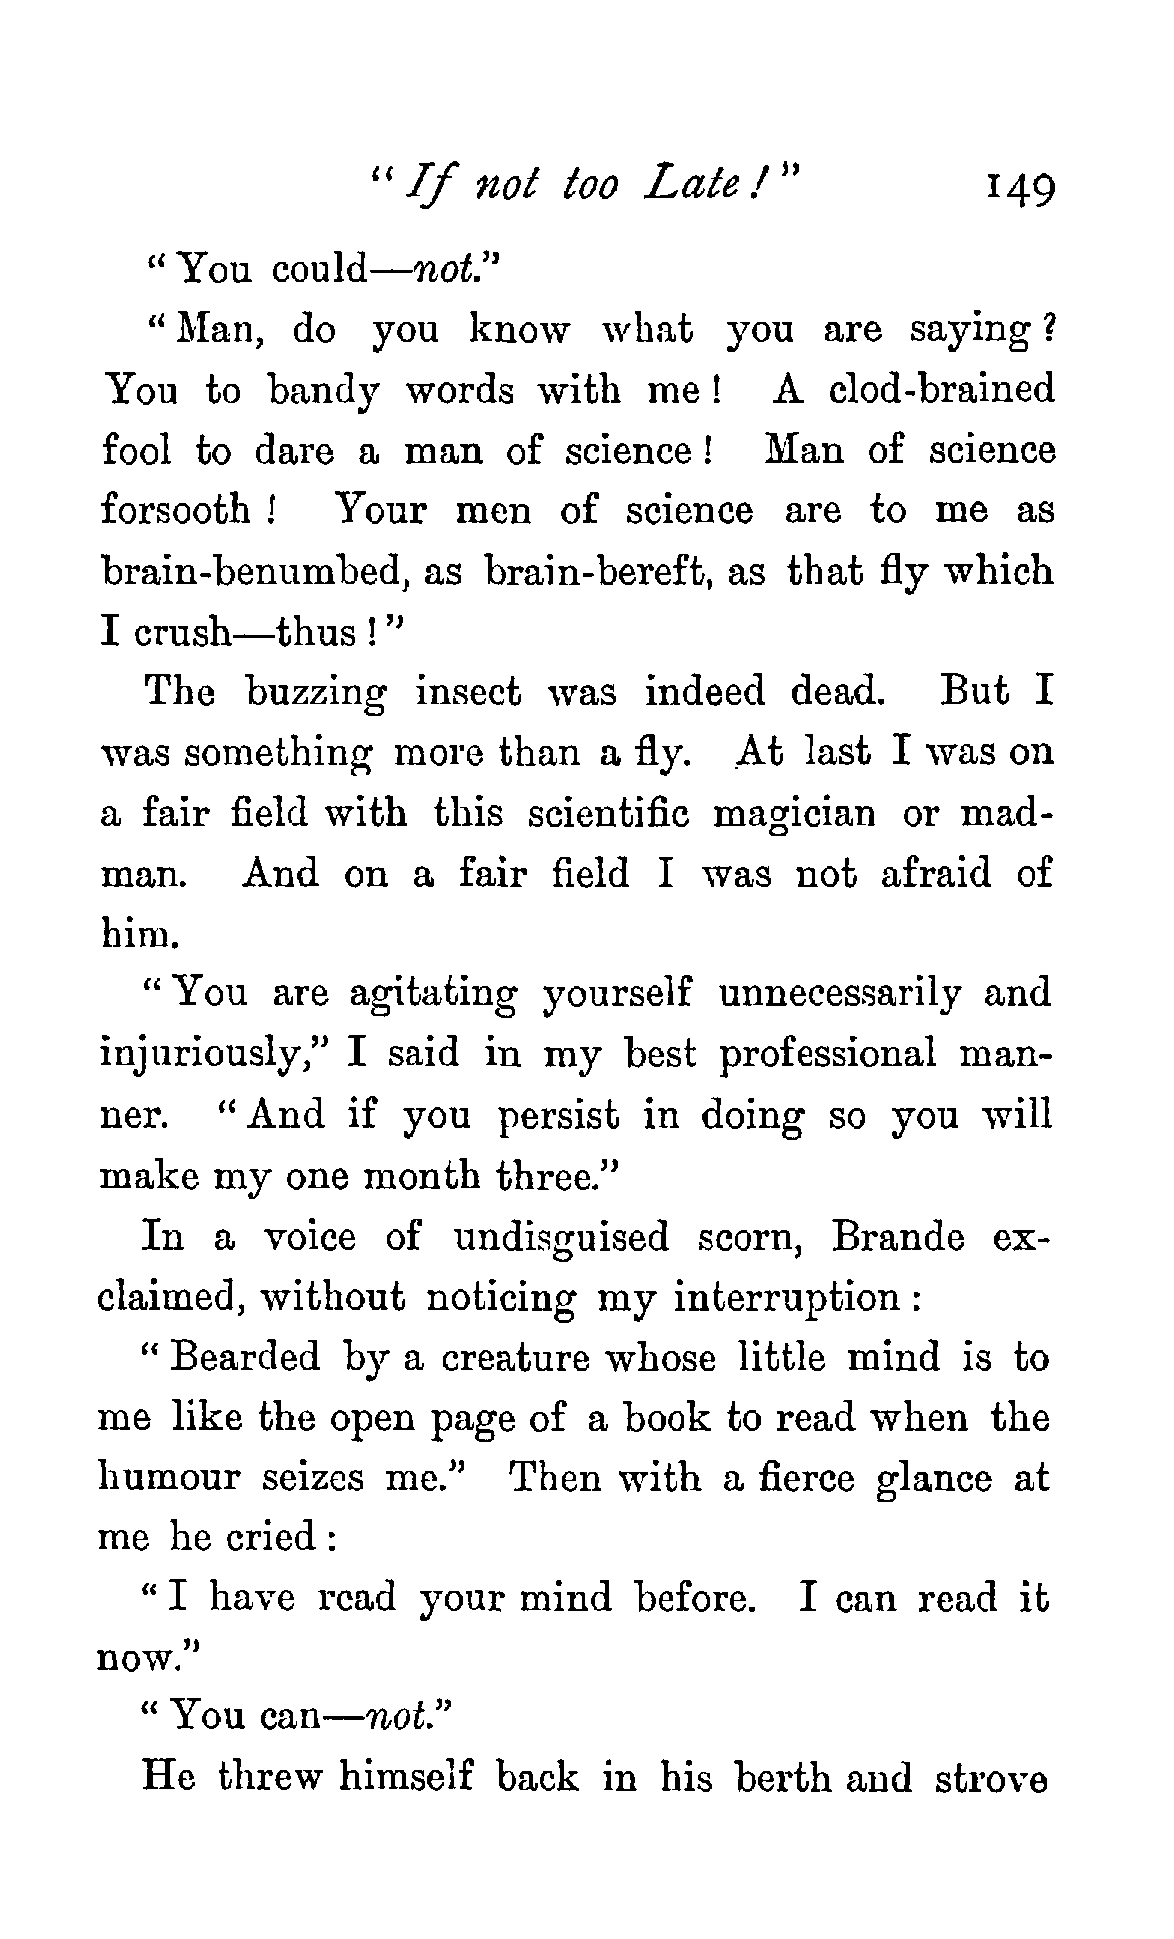 “If not too Late!” 149
“You could—not.”
“Man, do you know what you are saying?
You to bandy words with me! A clod-brained
fool to dare a man of science! Man of science
forsooth! Your men of science are to me as
brain-benumbed, as brain-bereft, as that fly which
I crush—thus!”
The buzzing insect was indeed dead. But I
was something more than a fly. At last I was on
a fair field with this scientific magician or mad-
man. And on a fair field I was not afraid of
him.
“You are agitating yourself unnecessarily and
injuriously,” I said in my best professional man-
ner. “And if you persist in doing so you will
make my one month three.”
In a voice of undisguised scorn, Brande ex-
claimed, without noticing my interruption:
“Bearded by a creature whose little mind is to
me like the open page of a book to read when the
humour seizes me.” Then with a fierce glance at
me he cried:
“I have read your mind before. I can read it
now.”
“You can—not.”
He threw himself back in his berth and strove